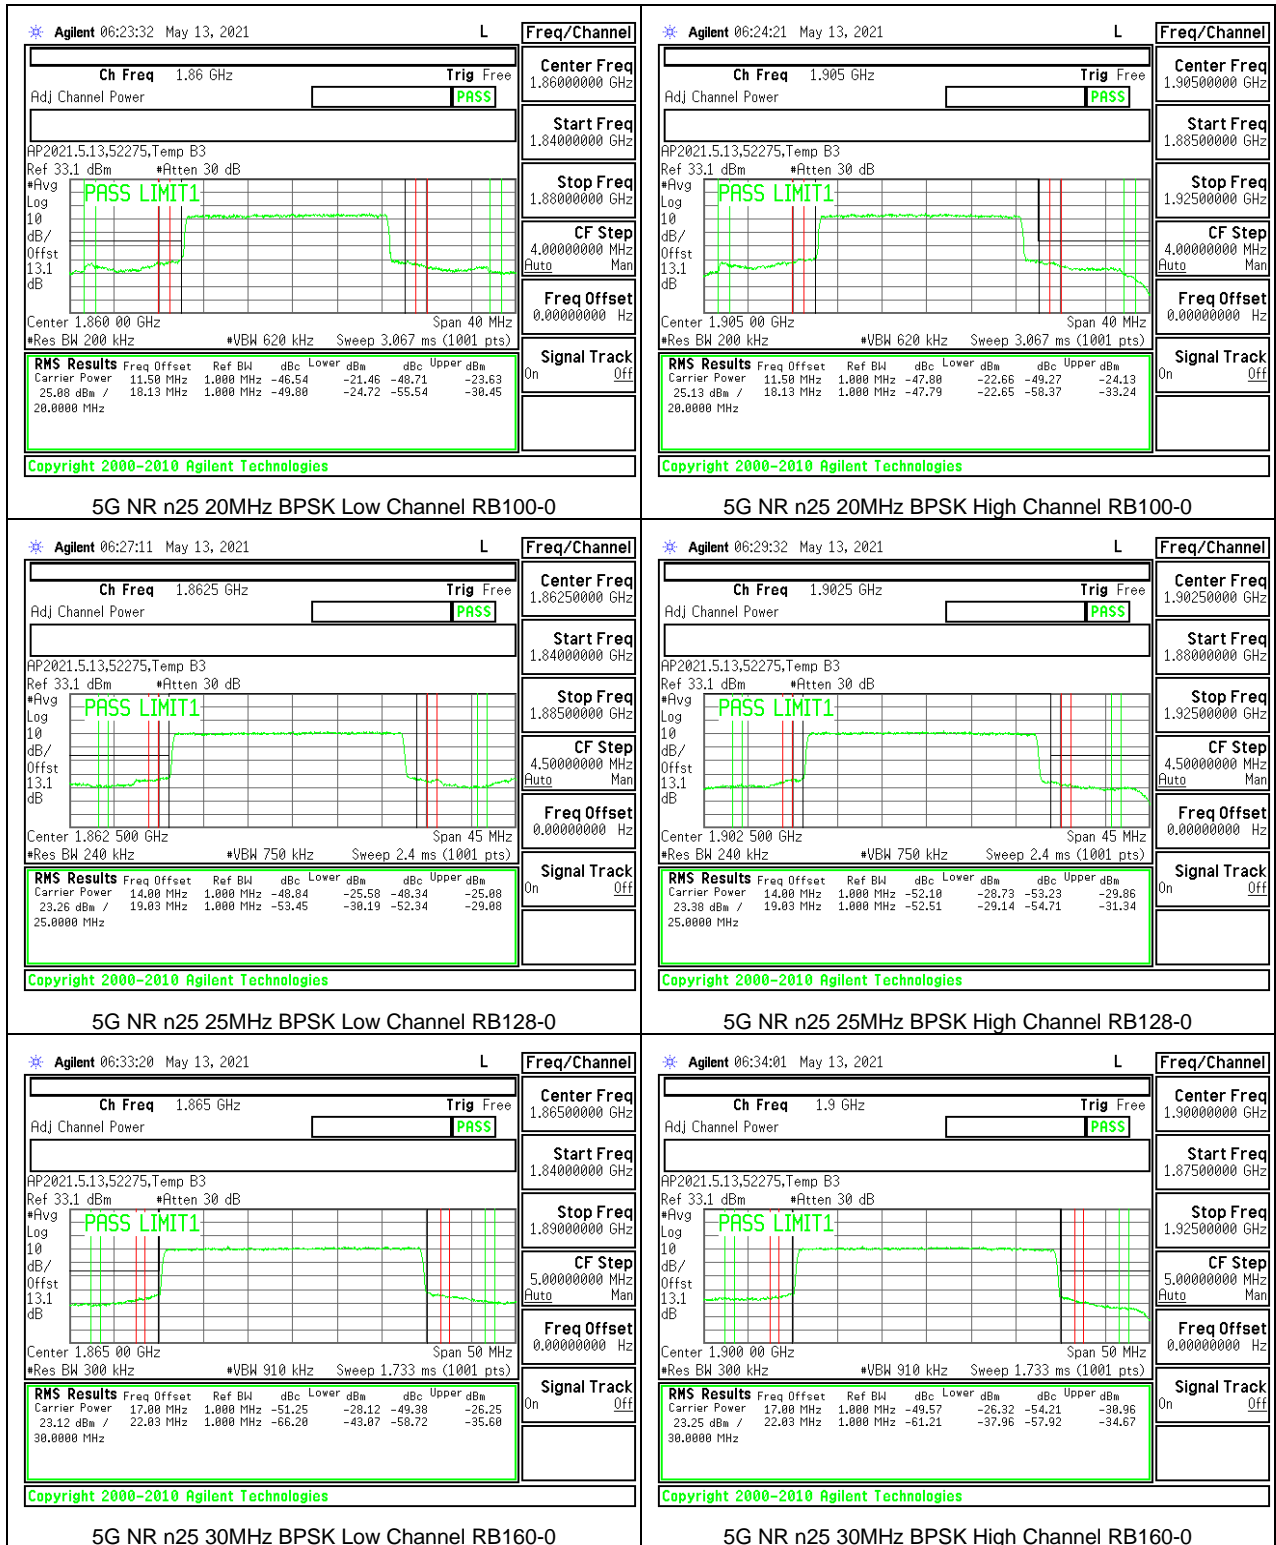 Agilent 06:23:32 May 13, 2021 L Freq/Channel
Ch Freq 1.86 GHz Trig Free
Adj Channel Power PASS
Center Freq
1.86000000 GHz
Start Freq
1.84000000 GHz
AP2021.5.13,52275,Temp B3
Ref 33.1 dBm #Atten 30 dB
#Avg
Log
10
dB/
Offst
13.1
dB
PASS LIMIT1
Stop Freq
1.88000000 GHz
CF Step
4.00000000 MHz
Auto Man
Freq Offset
0.00000000 Hz
Center 1.860 00 GHz Span 40 MHz
#Res BW 200 kHz #VBW 620 kHz Sweep 3.067 ms (1001 pts)
Signal Track
On Off
RMS Results Freq Offset Ref BW dBc Lower dBm dBc Upper dBm
Carrier Power 11.50 MHz 1.000 MHz -46.54 -21.46 -48.71 -23.63
25.08 dBm / 18.13 MHz 1.000 MHz -49.80 -24.72 -55.54 -30.45
20.0000 MHz
Copyright 2000-2010 Agilent Technologies
5G NR n25 20MHz BPSK Low Channel RB100-0
Agilent 06:24:21 May 13, 2021 L Freq/Channel
Ch Freq 1.905 GHz Trig Free
Adj Channel Power PASS
Center Freq
1.90500000 GHz
Start Freq
1.88500000 GHz
AP2021.5.13,52275,Temp B3
Ref 33.1 dBm #Atten 30 dB
#Avg
Log
10
dB/
Offst
13.1
dB
PASS LIMIT1
Stop Freq
1.92500000 GHz
CF Step
4.00000000 MHz
Auto Man
Freq Offset
0.00000000 Hz
Center 1.905 00 GHz Span 40 MHz
#Res BW 200 kHz #VBW 620 kHz Sweep 3.067 ms (1001 pts)
Signal Track
On Off
RMS Results Freq Offset Ref BW dBc Lower dBm dBc Upper dBm
Carrier Power 11.50 MHz 1.000 MHz -47.80 -22.66 -49.27 -24.13
25.13 dBm / 18.13 MHz 1.000 MHz -47.79 -22.65 -58.37 -33.24
20.0000 MHz
Copyright 2000-2010 Agilent Technologies
5G NR n25 20MHz BPSK High Channel RB100-0
Agilent 06:27:11 May 13, 2021 L Freq/Channel
Ch Freq 1.8625 GHz Trig Free
Adj Channel Power PASS
Center Freq
1.86250000 GHz
Start Freq
1.84000000 GHz
AP2021.5.13,52275,Temp B3
Ref 33.1 dBm #Atten 30 dB
#Avg
Log
10
dB/
Offst
13.1
dB
PASS LIMIT1
Stop Freq
1.88500000 GHz
CF Step
4.50000000 MHz
Auto Man
Freq Offset
0.00000000 Hz
Center 1.862 500 GHz Span 45 MHz
#Res BW 240 kHz #VBW 750 kHz Sweep 2.4 ms (1001 pts)
Signal Track
On Off
RMS Results Freq Offset Ref BW dBc Lower dBm dBc Upper dBm
Carrier Power 14.00 MHz 1.000 MHz -48.84 -25.58 -48.34 -25.08
23.26 dBm / 19.03 MHz 1.000 MHz -53.45 -30.19 -52.34 -29.08
25.0000 MHz
Copyright 2000-2010 Agilent Technologies
5G NR n25 25MHz BPSK Low Channel RB128-0
Agilent 06:29:32 May 13, 2021 L Freq/Channel
Ch Freq 1.9025 GHz Trig Free
Adj Channel Power PASS
Center Freq
1.90250000 GHz
Start Freq
1.88000000 GHz
AP2021.5.13,52275,Temp B3
Ref 33.1 dBm #Atten 30 dB
#Avg
Log
10
dB/
Offst
13.1
dB
PASS LIMIT1
Stop Freq
1.92500000 GHz
CF Step
4.50000000 MHz
Auto Man
Freq Offset
0.00000000 Hz
Center 1.902 500 GHz Span 45 MHz
#Res BW 240 kHz #VBW 750 kHz Sweep 2.4 ms (1001 pts)
Signal Track
On Off
RMS Results Freq Offset Ref BW dBc Lower dBm dBc Upper dBm
Carrier Power 14.00 MHz 1.000 MHz -52.10 -28.73 -53.23 -29.86
23.38 dBm / 19.03 MHz 1.000 MHz -52.51 -29.14 -54.71 -31.34
25.0000 MHz
Copyright 2000-2010 Agilent Technologies
5G NR n25 25MHz BPSK High Channel RB128-0
Agilent 06:33:20 May 13, 2021 L Freq/Channel
Ch Freq 1.865 GHz Trig Free
Adj Channel Power PASS
Center Freq
1.86500000 GHz
Start Freq
1.84000000 GHz
AP2021.5.13,52275,Temp B3
Ref 33.1 dBm #Atten 30 dB
#Avg
Log
10
dB/
Offst
13.1
dB
PASS LIMIT1
Stop Freq
1.89000000 GHz
CF Step
5.00000000 MHz
Auto Man
Freq Offset
0.00000000 Hz
Center 1.865 00 GHz Span 50 MHz
#Res BW 300 kHz #VBW 910 kHz Sweep 1.733 ms (1001 pts)
Signal Track
On Off
RMS Results Freq Offset Ref BW dBc Lower dBm dBc Upper dBm
Carrier Power 17.00 MHz 1.000 MHz -51.25 -28.12 -49.38 -26.25
23.12 dBm / 22.03 MHz 1.000 MHz -66.20 -43.07 -58.72 -35.60
30.0000 MHz
Copyright 2000-2010 Agilent Technologies
5G NR n25 30MHz BPSK Low Channel RB160-0
Agilent 06:34:01 May 13, 2021 L Freq/Channel
Ch Freq 1.9 GHz Trig Free
Adj Channel Power PASS
Center Freq
1.90000000 GHz
Start Freq
1.87500000 GHz
AP2021.5.13,52275,Temp B3
Ref 33.1 dBm #Atten 30 dB
#Avg
Log
10
dB/
Offst
13.1
dB
PASS LIMIT1
Stop Freq
1.92500000 GHz
CF Step
5.00000000 MHz
Auto Man
Freq Offset
0.00000000 Hz
Center 1.900 00 GHz Span 50 MHz
#Res BW 300 kHz #VBW 910 kHz Sweep 1.733 ms (1001 pts)
Signal Track
On Off
RMS Results Freq Offset Ref BW dBc Lower dBm dBc Upper dBm
Carrier Power 17.00 MHz 1.000 MHz -49.57 -26.32 -54.21 -30.96
23.25 dBm / 22.03 MHz 1.000 MHz -61.21 -37.96 -57.92 -34.67
30.0000 MHz
Copyright 2000-2010 Agilent Technologies
5G NR n25 30MHz BPSK High Channel RB160-0